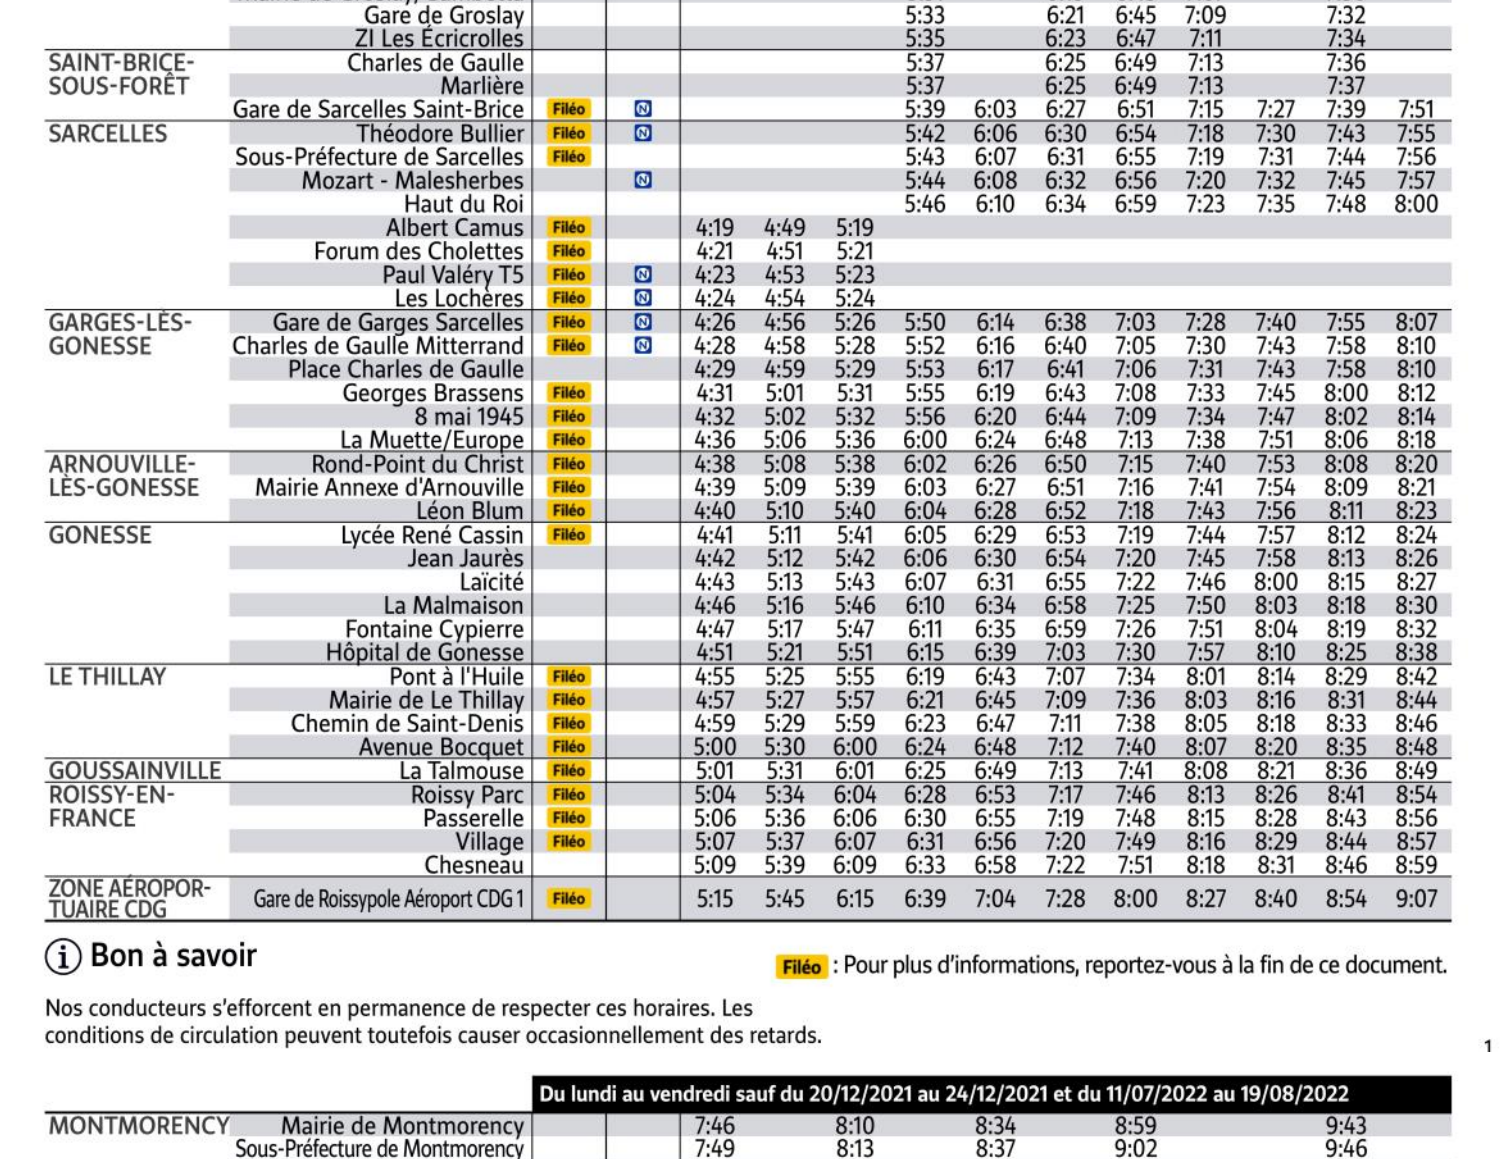 Gare de Groslay 5:33 6:21 6:45 7:09 7:32
ZI Les Écricrolles 5:35 6:23 6:47 7:11 7:34
SAINT-BRICE- Charles de Gaulle 5:37 6:25 6:49 7:13 7:36
SOUS-FORÊT Marlière 5:37 6:25 6:49 7:13 7:37
Gare de Sarcelles Saint-Brice Filéo N 5:39 6:03 6:27 6:51 7:15 7:27 7:39 7:51
SARCELLES Théodore Bullier Filéo N 5:42 6:06 6:30 6:54 7:18 7:30 7:43 7:55
Sous-Préfecture de Sarcelles Filéo 5:43 6:07 6:31 6:55 7:19 7:31 7:44 7:56
Mozart - Malesherbes N 5:44 6:08 6:32 6:56 7:20 7:32 7:45 7:57
Haut du Roi 5:46 6:10 6:34 6:59 7:23 7:35 7:48 8:00
Albert Camus Filéo 4:19 4:49 5:19
Forum des Cholettes Filéo 4:21 4:51 5:21
Paul Valéry T5 Filéo N 4:23 4:53 5:23
Les Lochères Filéo N 4:24 4:54 5:24
GARGES-LÈS- Gare de Garges Sarcelles Filéo N 4:26 4:56 5:26 5:50 6:14 6:38 7:03 7:28 7:40 7:55 8:07
GONESSE Charles de Gaulle Mitterrand Filéo N 4:28 4:58 5:28 5:52 6:16 6:40 7:05 7:30 7:43 7:58 8:10
Place Charles de Gaulle 4:29 4:59 5:29 5:53 6:17 6:41 7:06 7:31 7:43 7:58 8:10
Georges Brassens Filéo 4:31 5:01 5:31 5:55 6:19 6:43 7:08 7:33 7:45 8:00 8:12
8 mai 1945 Filéo 4:32 5:02 5:32 5:56 6:20 6:44 7:09 7:34 7:47 8:02 8:14
La Muette/Europe Filéo 4:36 5:06 5:36 6:00 6:24 6:48 7:13 7:38 7:51 8:06 8:18
ARNOUVILLE- Rond-Point du Christ Filéo 4:38 5:08 5:38 6:02 6:26 6:50 7:15 7:40 7:53 8:08 8:20
LÈS-GONESSE Mairie Annexe d'Arnouville Filéo 4:39 5:09 5:39 6:03 6:27 6:51 7:16 7:41 7:54 8:09 8:21
Léon Blum Filéo 4:40 5:10 5:40 6:04 6:28 6:52 7:18 7:43 7:56 8:11 8:23
GONESSE Lycée René Cassin Filéo 4:41 5:11 5:41 6:05 6:29 6:53 7:19 7:44 7:57 8:12 8:24
Jean Jaurès 4:42 5:12 5:42 6:06 6:30 6:54 7:20 7:45 7:58 8:13 8:26
Laïcité 4:43 5:13 5:43 6:07 6:31 6:55 7:22 7:46 8:00 8:15 8:27
La Malmaison 4:46 5:16 5:46 6:10 6:34 6:58 7:25 7:50 8:03 8:18 8:30
Fontaine Cypierre 4:47 5:17 5:47 6:11 6:35 6:59 7:26 7:51 8:04 8:19 8:32
Hôpital de Gonesse 4:51 5:21 5:51 6:15 6:39 7:03 7:30 7:57 8:10 8:25 8:38
LE THILLAY Pont à l'Huile Filéo 4:55 5:25 5:55 6:19 6:43 7:07 7:34 8:01 8:14 8:29 8:42
Mairie de Le Thillay Filéo 4:57 5:27 5:57 6:21 6:45 7:09 7:36 8:03 8:16 8:31 8:44
Chemin de Saint-Denis Filéo 4:59 5:29 5:59 6:23 6:47 7:11 7:38 8:05 8:18 8:33 8:46
Avenue Bocquet Filéo 5:00 5:30 6:00 6:24 6:48 7:12 7:40 8:07 8:20 8:35 8:48
GOUSSAINVILLE La Talmouse Filéo 5:01 5:31 6:01 6:25 6:49 7:13 7:41 8:08 8:21 8:36 8:49
ROISSY-EN- Roissy Parc Filéo 5:04 5:34 6:04 6:28 6:53 7:17 7:46 8:13 8:26 8:41 8:54
FRANCE Passerelle Filéo 5:06 5:36 6:06 6:30 6:55 7:19 7:48 8:15 8:28 8:43 8:56
Village Filéo 5:07 5:37 6:07 6:31 6:56 7:20 7:49 8:16 8:29 8:44 8:57
Chesneau 5:09 5:39 6:09 6:33 6:58 7:22 7:51 8:18 8:31 8:46 8:59
ZONE AÉROPOR-
TUAIRE CDG Gare de Roissypole Aéroport CDG 1 Filéo 5:15 5:45 6:15 6:39 7:04 7:28 8:00 8:27 8:40 8:54 9:07
i Bon à savoir
Filéo : Pour plus d'informations, reportez-vous à la fin de ce document.
Nos conducteurs s'efforcent en permanence de respecter ces horaires. Les
conditions de circulation peuvent toutefois causer occasionnellement des retards.
1
Du lundi au vendredi sauf du 20/12/2021 au 24/12/2021 et du 11/07/2022 au 19/08/2022
MONTMORENCY Mairie de Montmorency 7:46 8:10 8:34 8:59 9:43
Sous-Préfecture de Montmorency 7:49 8:13 8:37 9:02 9:46